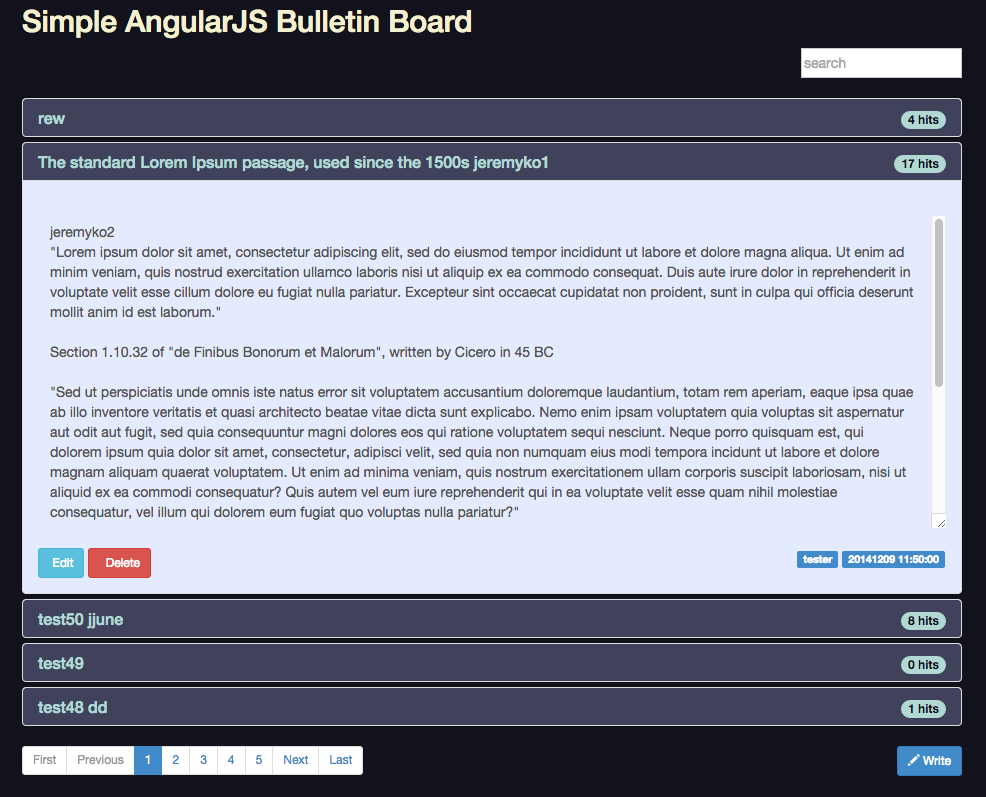 Simple AngularJS Bulletin Board
search
rew 4 hits
The standard Lorem Ipsum passage, used since the 1500s jeremyko1 17 hits
jeremyko2
"Lorem ipsum dolor sit amet, consectetur adipiscing elit, sed do eiusmod tempor incididunt ut labore et dolore magna aliqua. Ut enim ad
minim veniam, quis nostrud exercitation ullamco laboris nisi ut aliquip ex ea commodo consequat. Duis aute irure dolor in reprehenderit in
voluptate velit esse cillum dolore eu fugiat nulla pariatur. Excepteur sint occaecat cupidatat non proident, sunt in culpa qui officia deserunt
mollit anim id est laborum."
Section 1.10.32 of "de Finibus Bonorum et Malorum", written by Cicero in 45 BC
"Sed ut perspiciatis unde omnis iste natus error sit voluptatem accusantium doloremque laudantium, totam rem aperiam, eaque ipsa quae
ab illo inventore veritatis et quasi architecto beatae vitae dicta sunt explicabo. Nemo enim ipsam voluptatem quia voluptas sit aspernatur
aut odit aut fugit, sed quia consequuntur magni dolores eos qui ratione voluptatem sequi nesciunt. Neque porro quisquam est, qui
dolorem ipsum quia dolor sit amet, consectetur, adipisci velit, sed quia non numquam eius modi tempora incidunt ut labore et dolore
magnam aliquam quaerat voluptatem. Ut enim ad minima veniam, quis nostrum exercitationem ullam corporis suscipit laboriosam, nisi ut
aliquid ex ea commodi consequatur? Quis autem vel eum iure reprehenderit qui in ea voluptate velit esse quam nihil molestiae
consequatur, vel illum qui dolorem eum fugiat quo voluptas nulla pariatur?"
Edit Delete tester 20141209 11:50:00
test50 jjune 8 hits
test49 0 hits
test48 dd 1 hits
First Previous 1 2 3 4 5 Next Last Write